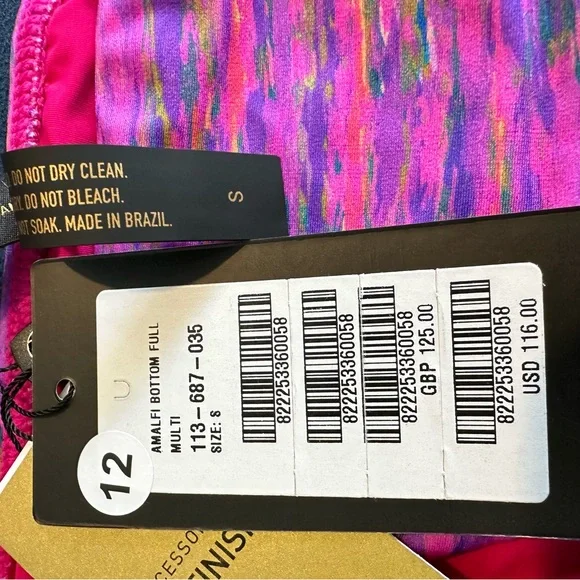 DO NOT DRY CLEAN.
DO NOT BLEACH.
NOT SOAK. MADE IN BRAZIL.
S
AMALFI BOTTOM FULL
MULTI
113-687-035
SIZE: S
822253360058
822253360058
822253360058
GBP 125.00
822253360058
USD 116.00
12